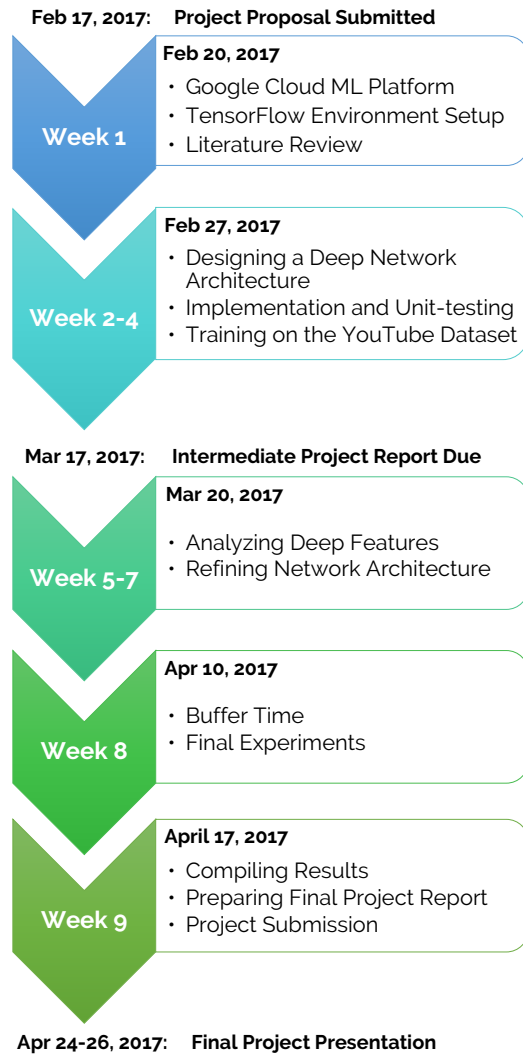 Feb 17, 2017: Project Proposal Submitted
Week 1
Feb 20, 2017
• Google Cloud ML Platform
• TensorFlow Environment Setup
• Literature Review
Week 2-4
Feb 27, 2017
• Designing a Deep Network
Architecture
• Implementation and Unit-testing
• Training on the YouTube Dataset
Mar 17, 2017: Intermediate Project Report Due
Week 5-7
Mar 20, 2017
• Analyzing Deep Features
• Refining Network Architecture
Week 8
Apr 10, 2017
• Buffer Time
• Final Experiments
Week 9
April 17, 2017
• Compiling Results
• Preparing Final Project Report
• Project Submission
Apr 24-26, 2017: Final Project Presentation